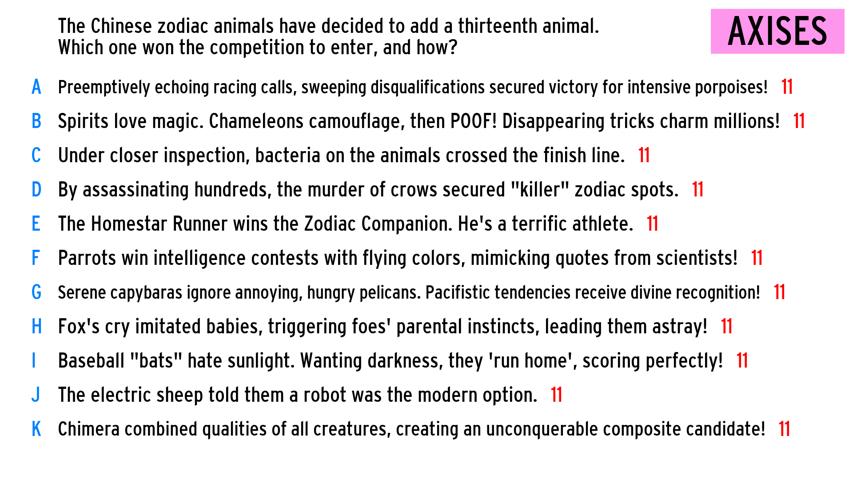 The Chinese zodiac animals have decided to add a thirteenth animal.
Which one won the competition to enter, and how?
AXISES
A Preemptively echoing racing calls, sweeping disqualifications secured victory for intensive porpoises! 11
B Spirits love magic. Chameleons camouflage, then POOF! Disappearing tricks charm millions! 11
C Under closer inspection, bacteria on the animals crossed the finish line. 11
D By assassinating hundreds, the murder of crows secured "killer" zodiac spots. 11
E The Homestar Runner wins the Zodiac Companion. He's a terrific athlete. 11
F Parrots win intelligence contests with flying colors, mimicking quotes from scientists! 11
G Serene capybaras ignore annoying, hungry pelicans. Pacifistic tendencies receive divine recognition! 11
H Fox's cry imitated babies, triggering foes' parental instincts, leading them astray! 11
I Baseball "bats" hate sunlight. Wanting darkness, they 'run home', scoring perfectly! 11
J The electric sheep told them a robot was the modern option. 11
K Chimera combined qualities of all creatures, creating an unconquerable composite candidate! 11